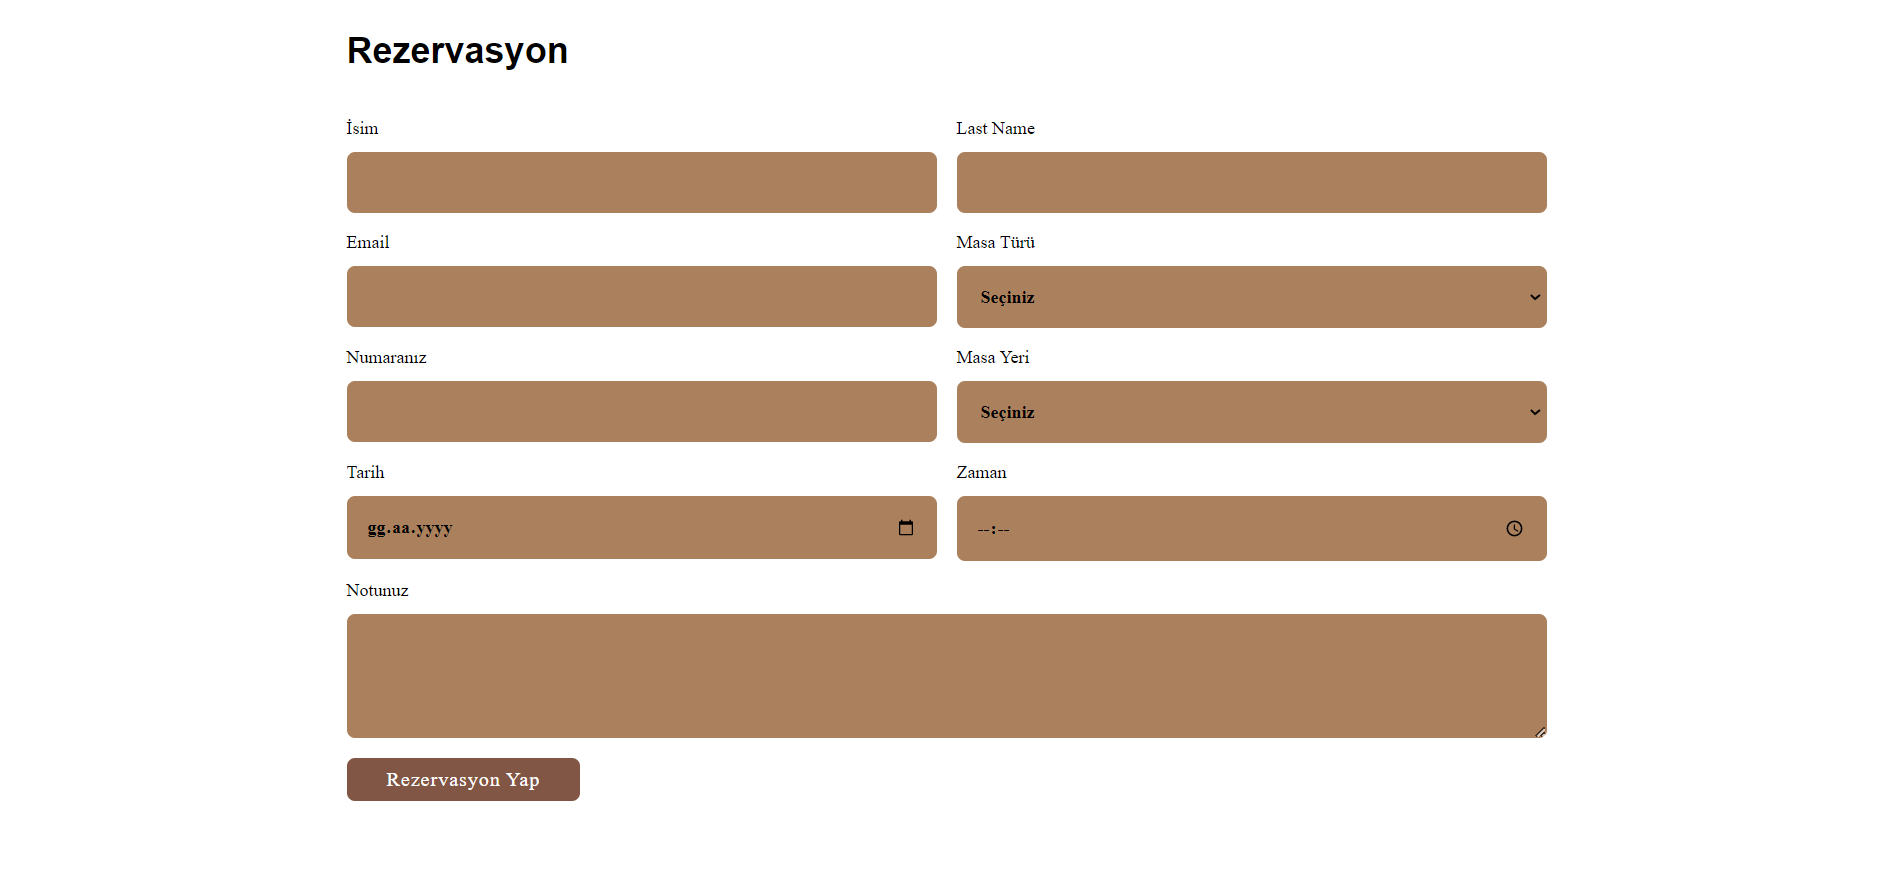 Rezervasyon
İsim
Last Name
Email
Masa Türü
Seçiniz
Numaranız
Masa Yeri
Seçiniz
Tarih
gg.aa.yyyy
Zaman
--:--
Notunuz
Rezervasyon Yap